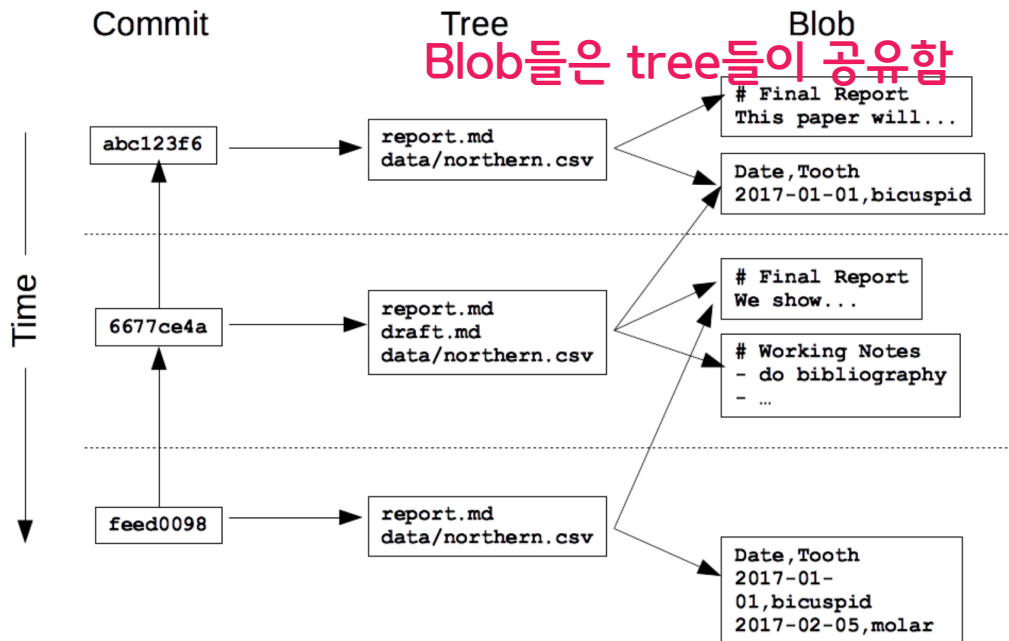 Commit
Tree
Blob
Blob들은 tree들이 공유함
Time
abc123f6
report.md
data/northern.csv
# Final Report
This paper will...
Date,Tooth
2017-01-01,bicuspid
6677ce4a
report.md
draft.md
data/northern.csv
# Final Report
We show...
# Working Notes
- do bibliography
- …
feed0098
report.md
data/northern.csv
Date,Tooth
2017-01-
01,bicuspid
2017-02-05,molar